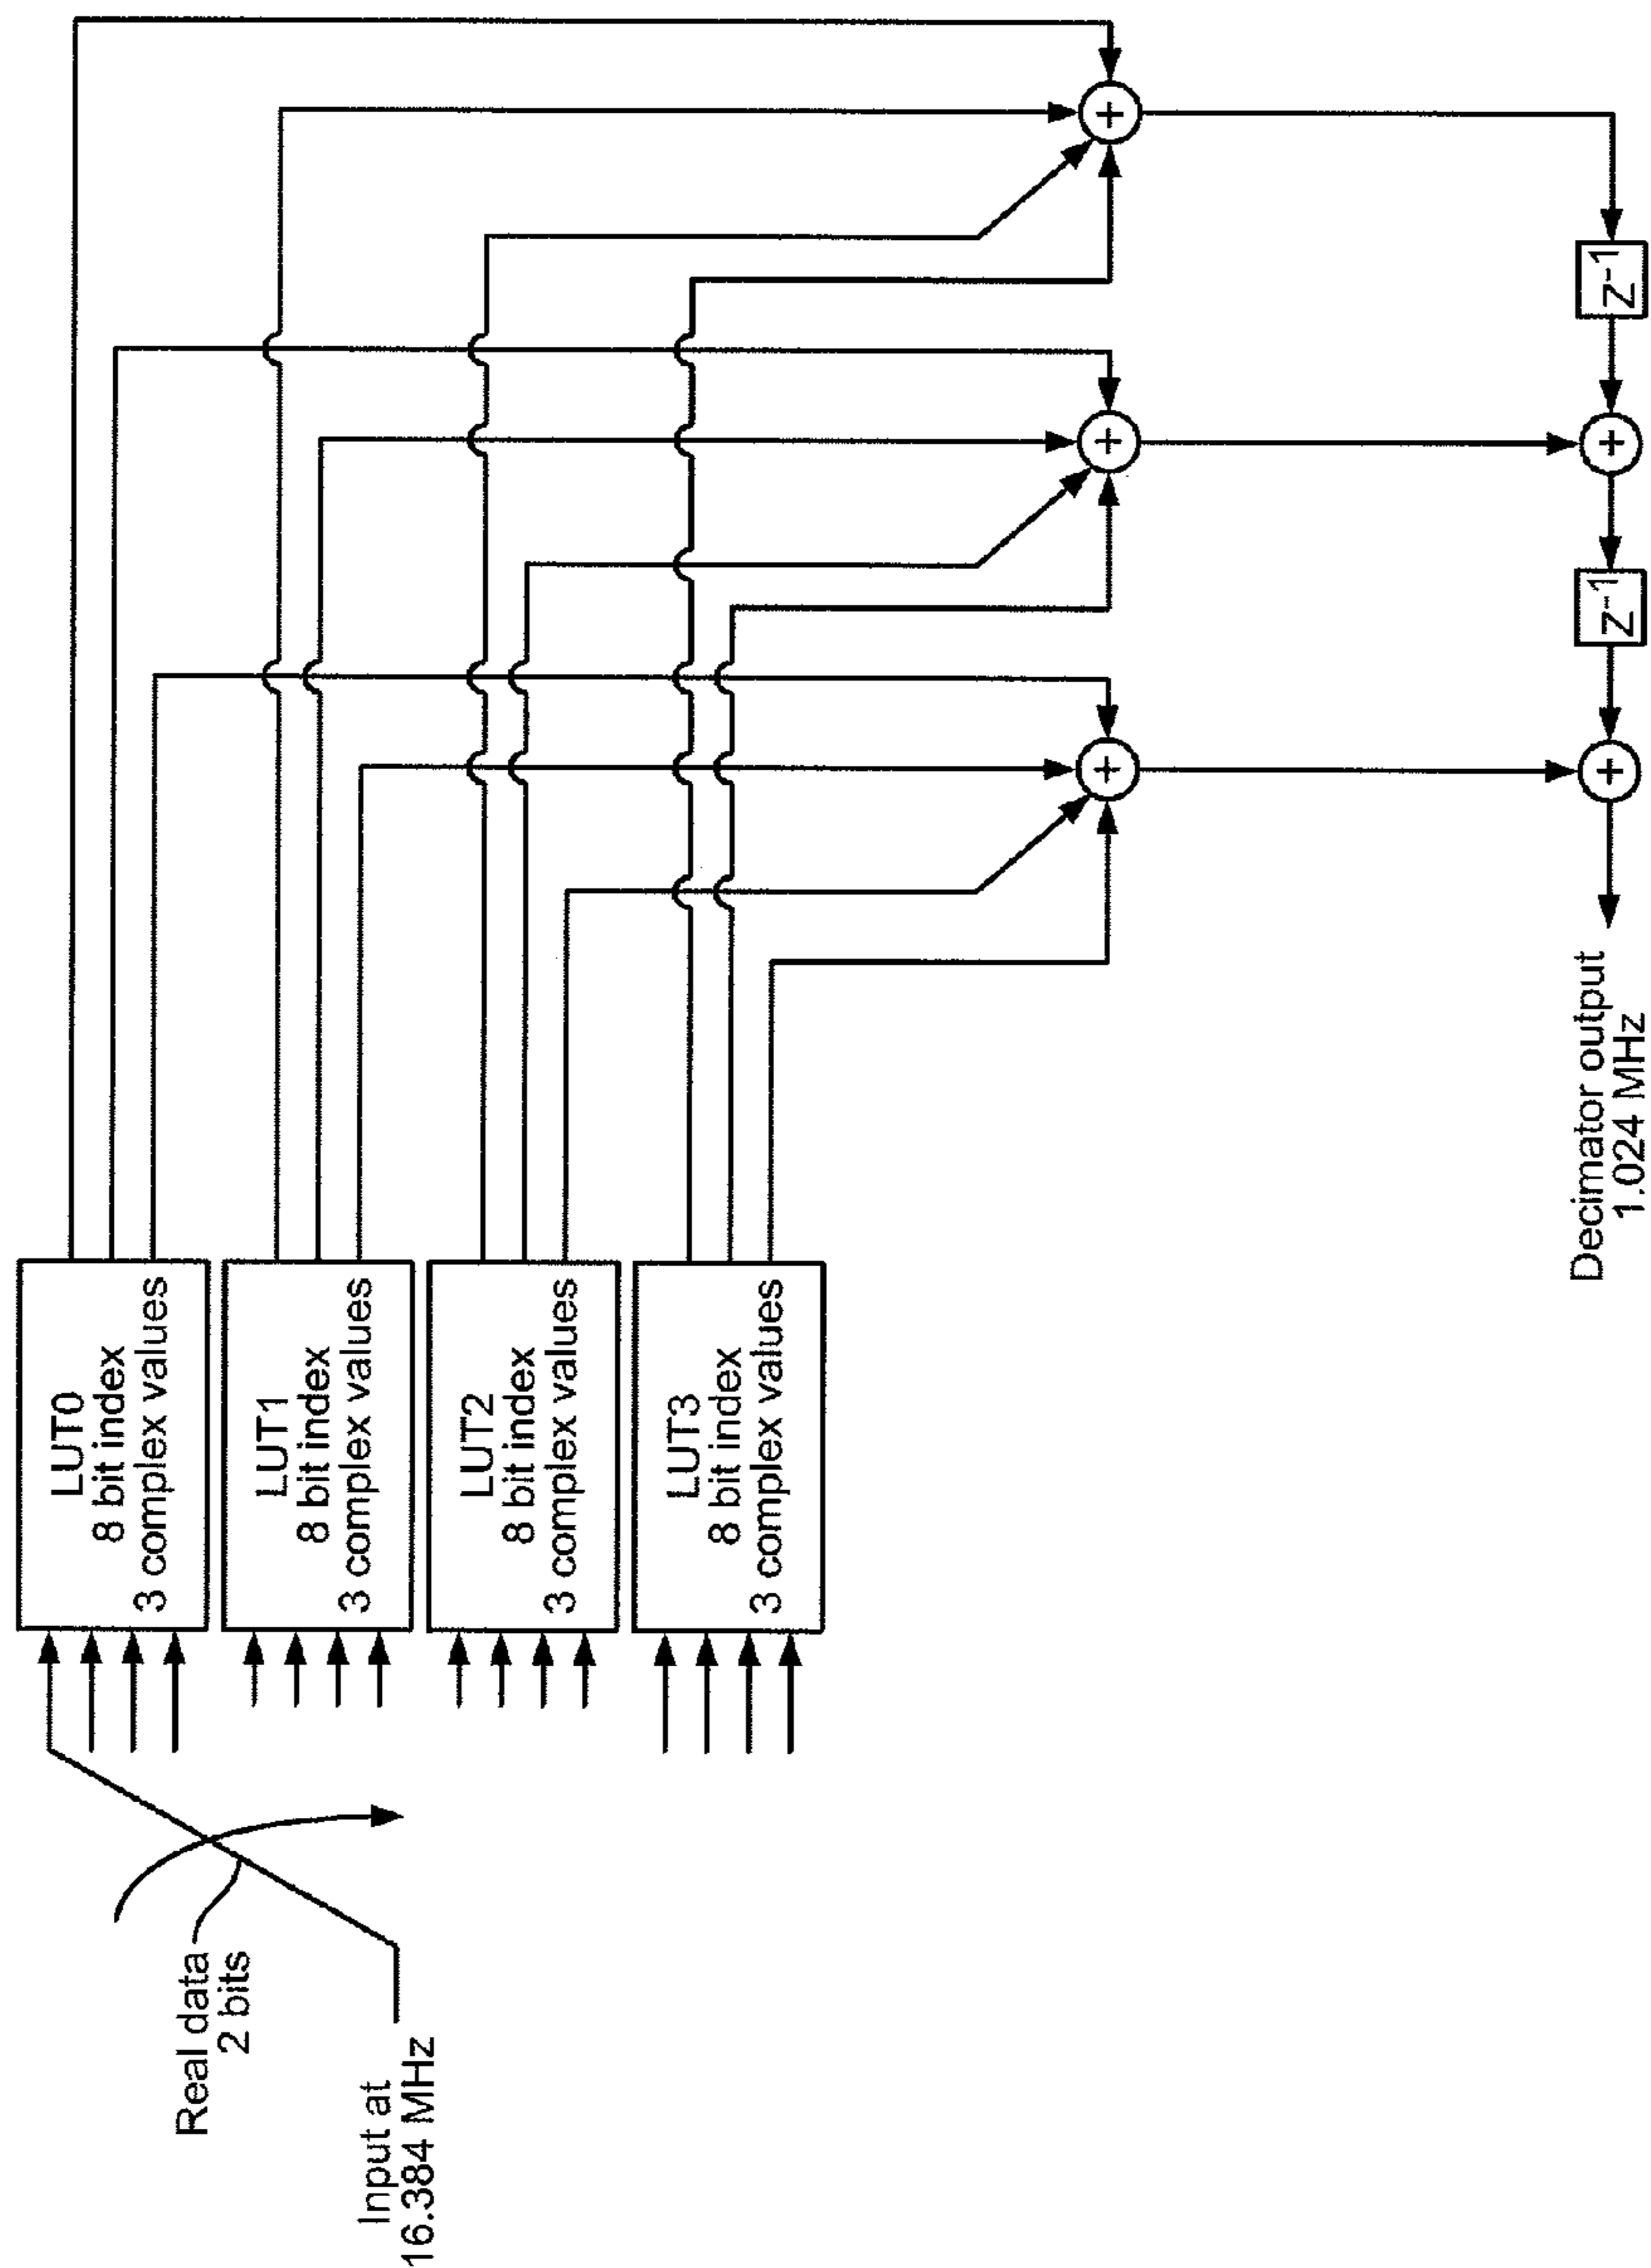 Input at
16.384 MHz
Real data
2 bits
LUT0
8 bit index
3 complex values
LUT1
8 bit index
3 complex values
LUT2
8 bit index
3 complex values
LUT3
8 bit index
3 complex values
+
+
+
+
z-1
+
z-1
Decimator output
1.024 MHz